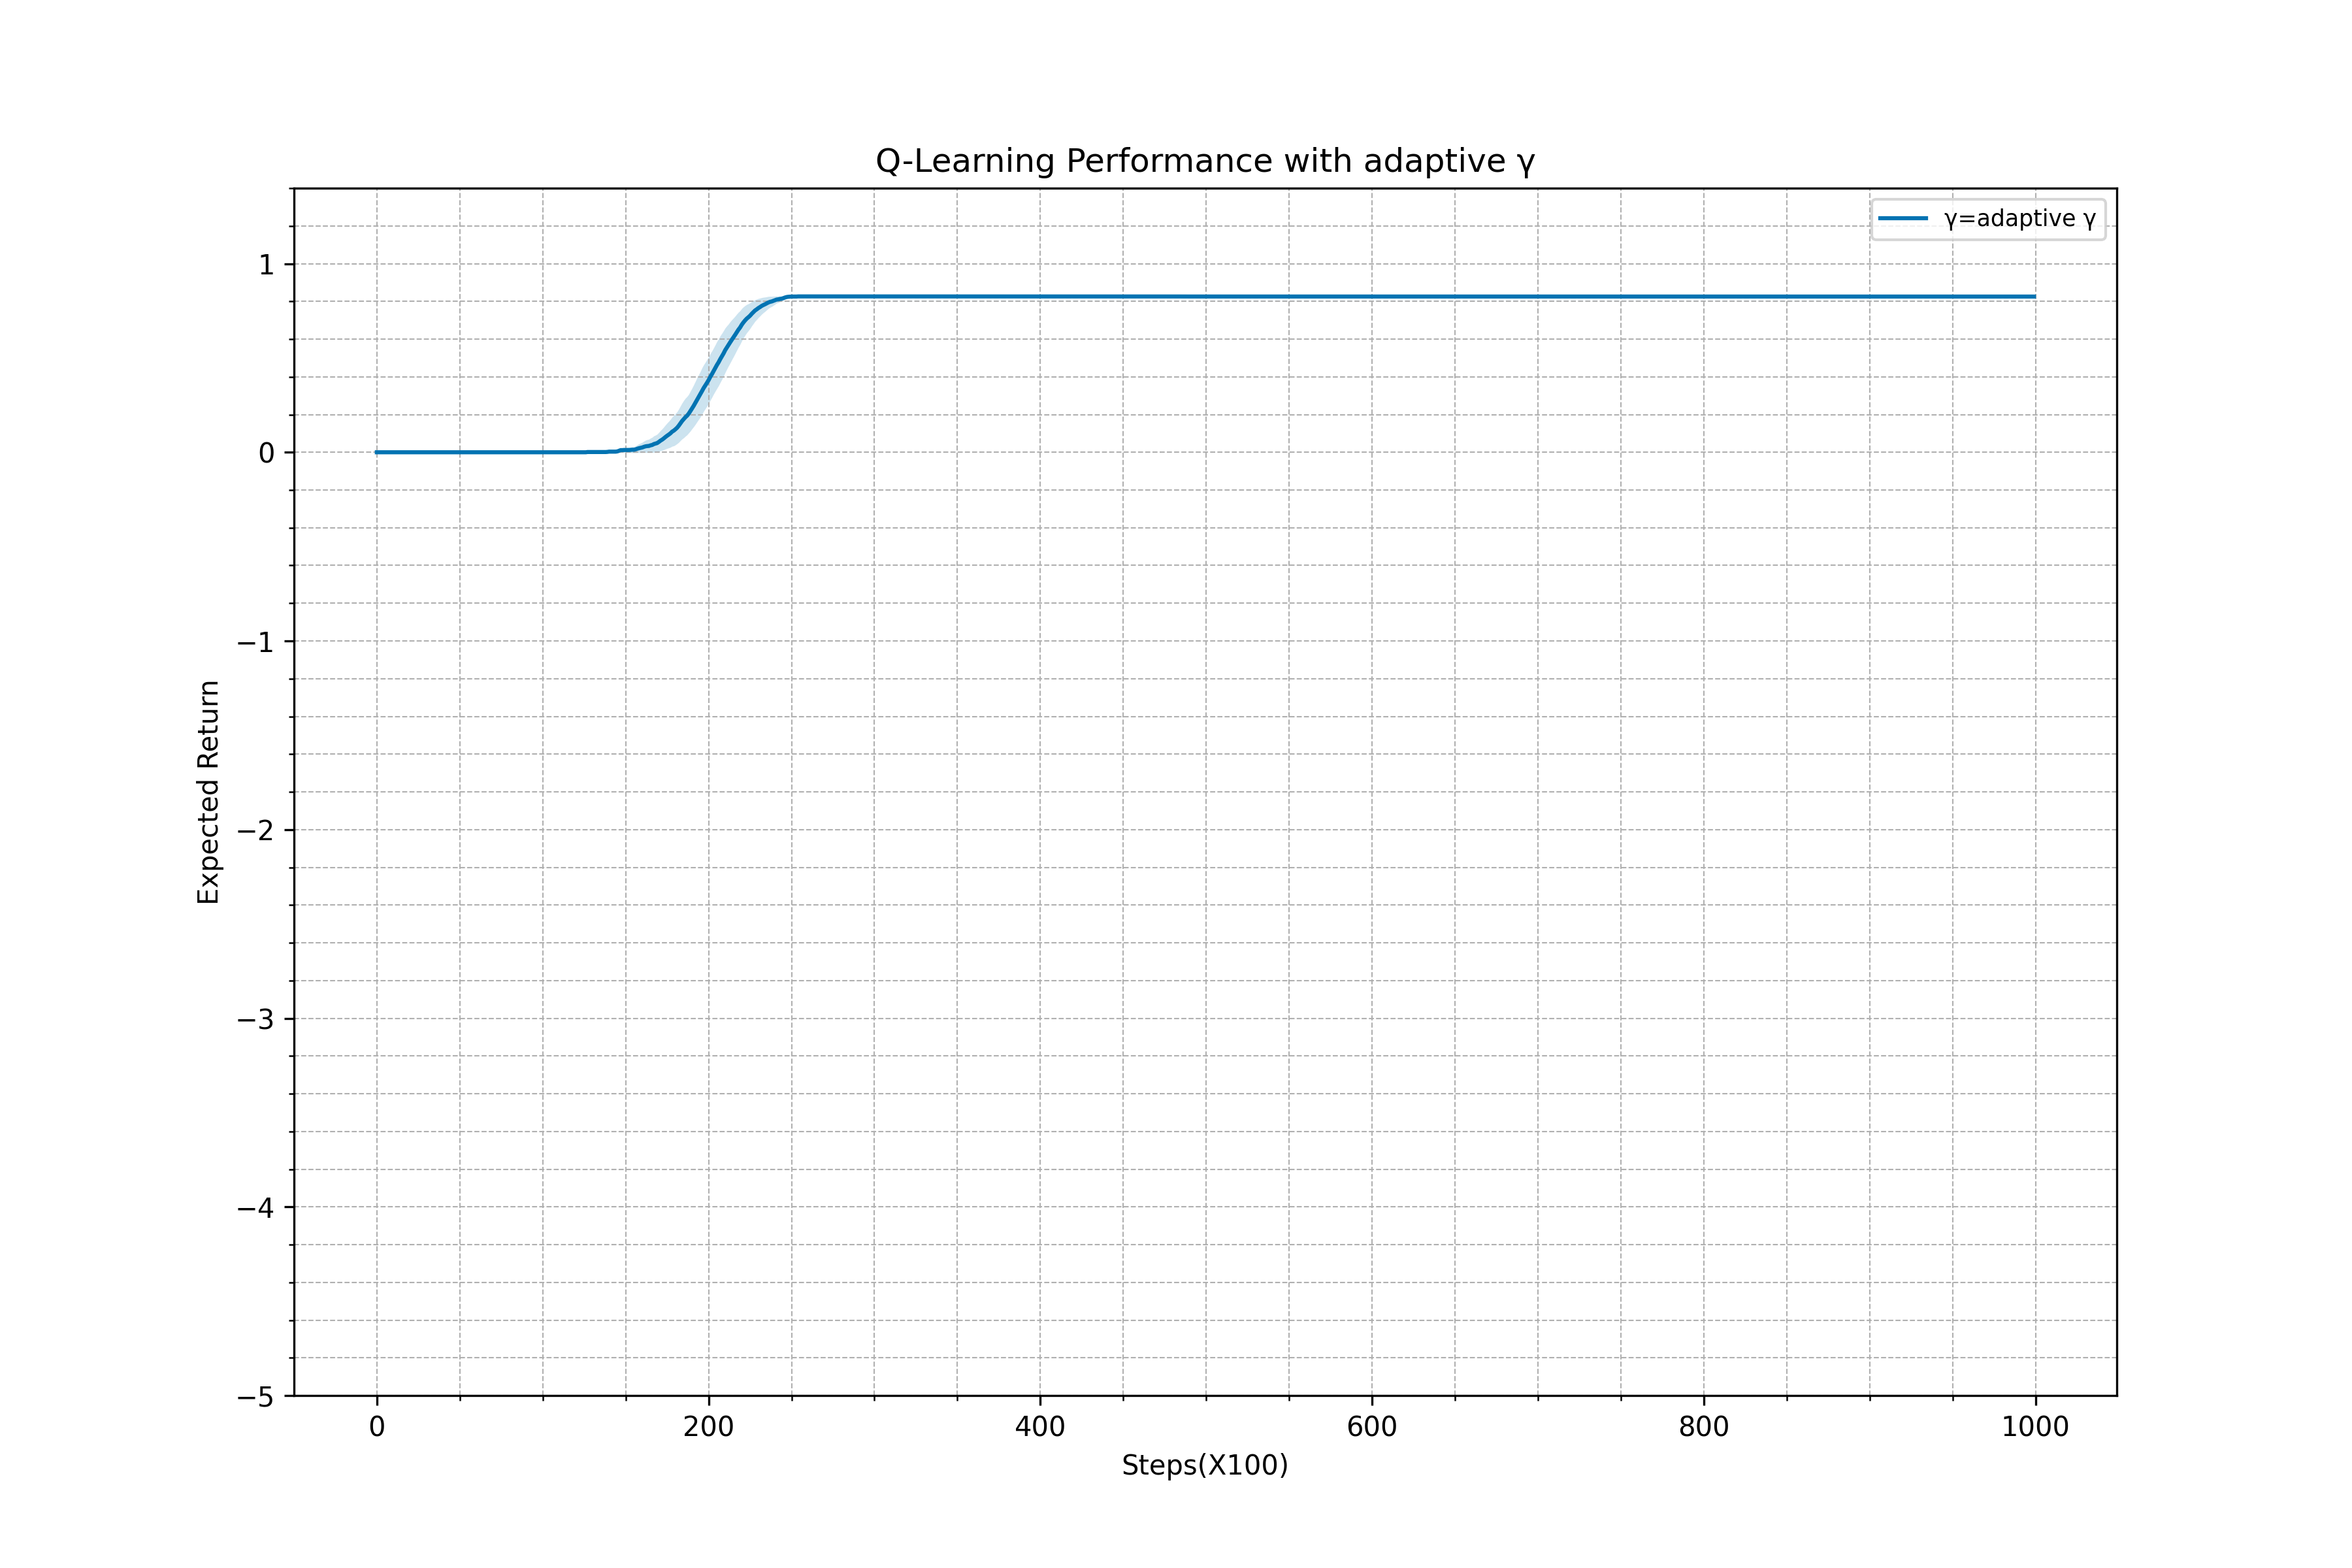 Q-Learning Performance with adaptive γ
γ=adaptive γ
1
0
−1
−2
−3
−4
−5
Expected Return
0 200 400 600 800 1000
Steps(X100)